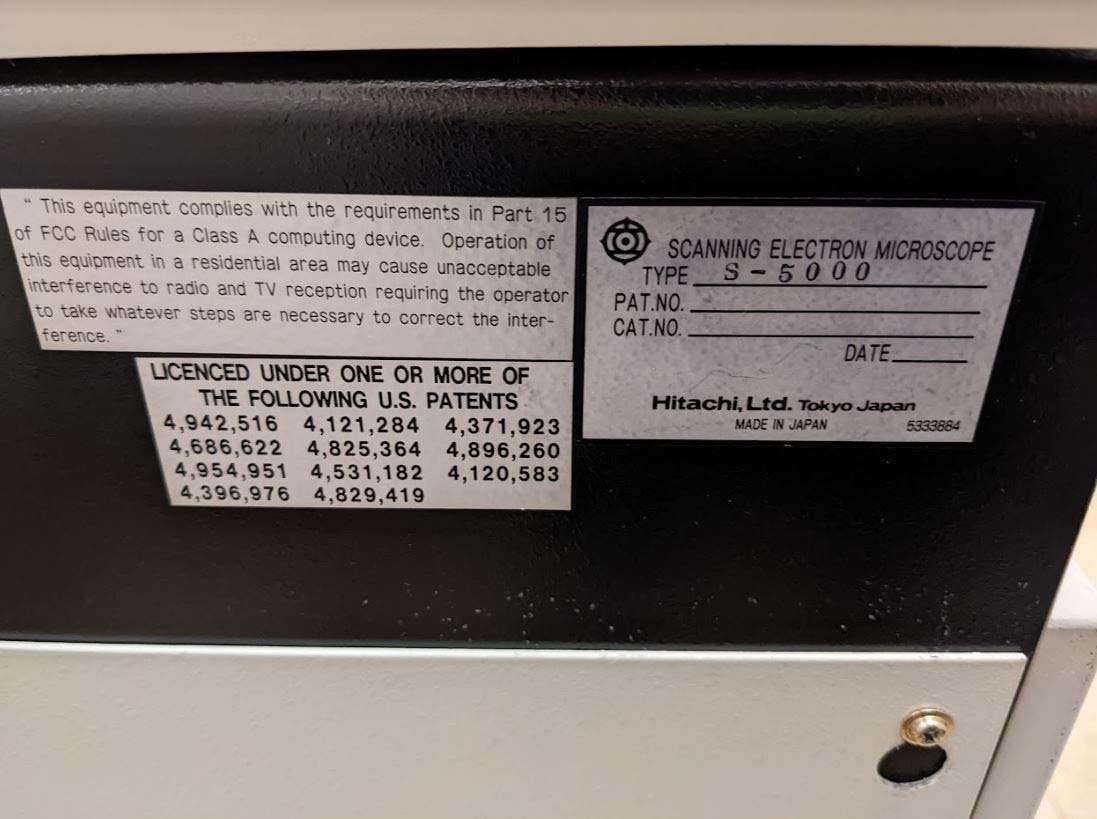 “ This equipment complies with the requirements in Part 15
of FCC Rules for a Class A computing device. Operation of
this equipment in a residential area may cause unacceptable
interference to radio and TV reception requiring the operator
to take whatever steps are necessary to correct the inter-
ference. ”
LICENCED UNDER ONE OR MORE OF
THE FOLLOWING U.S. PATENTS
4,942,516 4,121,284 4,371,923
4,686,622 4,825,364 4,896,260
4,954,951 4,531,182 4,120,583
4,396,976 4,829,419
SCANNING ELECTRON MICROSCOPE
TYPE S-5000
PAT.NO.
CAT.NO.
DATE
Hitachi, Ltd. Tokyo Japan
MADE IN JAPAN 5333884